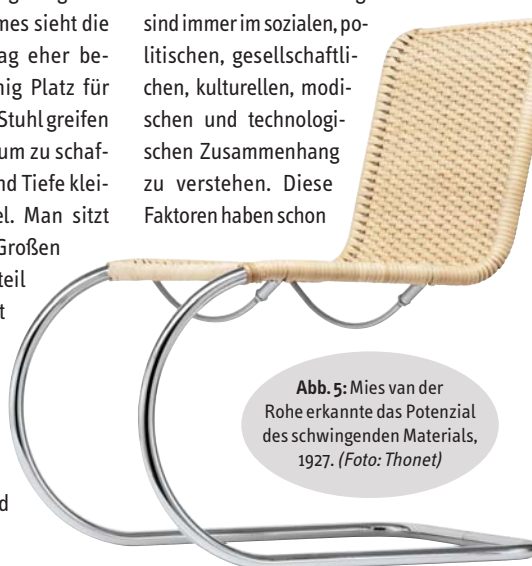 mes sieht die
ag eher be-
nig Platz für
Stuhl greifen
um zu schaf-
nd Tiefe klei-
el. Man sitzt
Großen
teil
t
d
sind immer im sozialen, po-
litischen, gesellschaftli-
chen, kulturellen, modi-
schen und technologi-
schen Zusammenhang
zu verstehen. Diese
Faktoren haben schon
Abb. 5: Mies van der
Rohe erkannte das Potenzial
des schwingenden Materials,
1927. (Foto: Thonet)